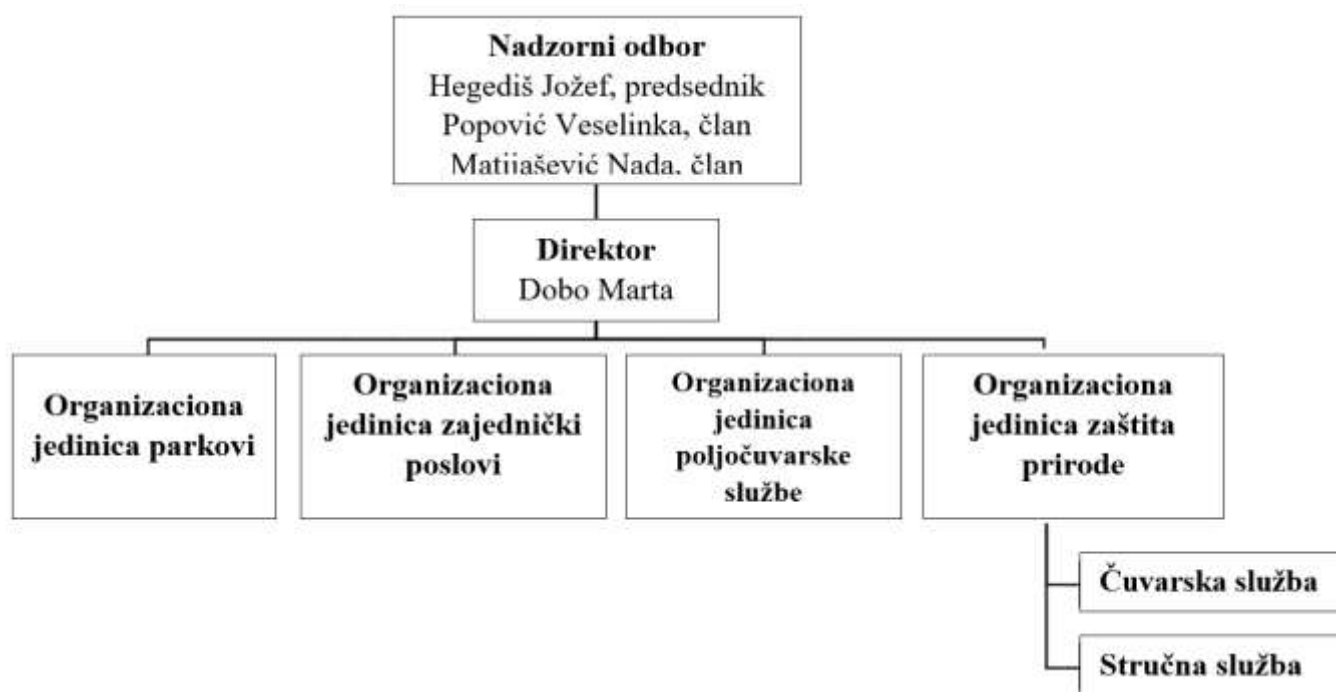 Nadzorni odbor
Hegediš Jožef, predsednik
Popović Veselinka, član
Matijašević Nada, član
Direktor
Dobo Marta
Organizaciona
jedinica parkovi
Organizaciona
jedinica zajednički
poslovi
Organizaciona
jedinica
poljočuvarske
službe
Organizaciona
jedinica zaštita
prirode
Čuvarska služba
Stručna služba